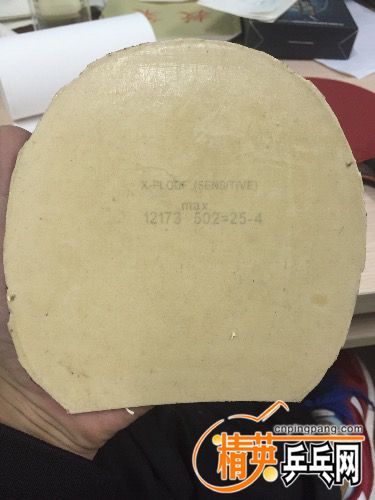 X-PLODE (SENSITIVE)
max
12173 502=25-4
cnpingpang.com
精英乒乓网